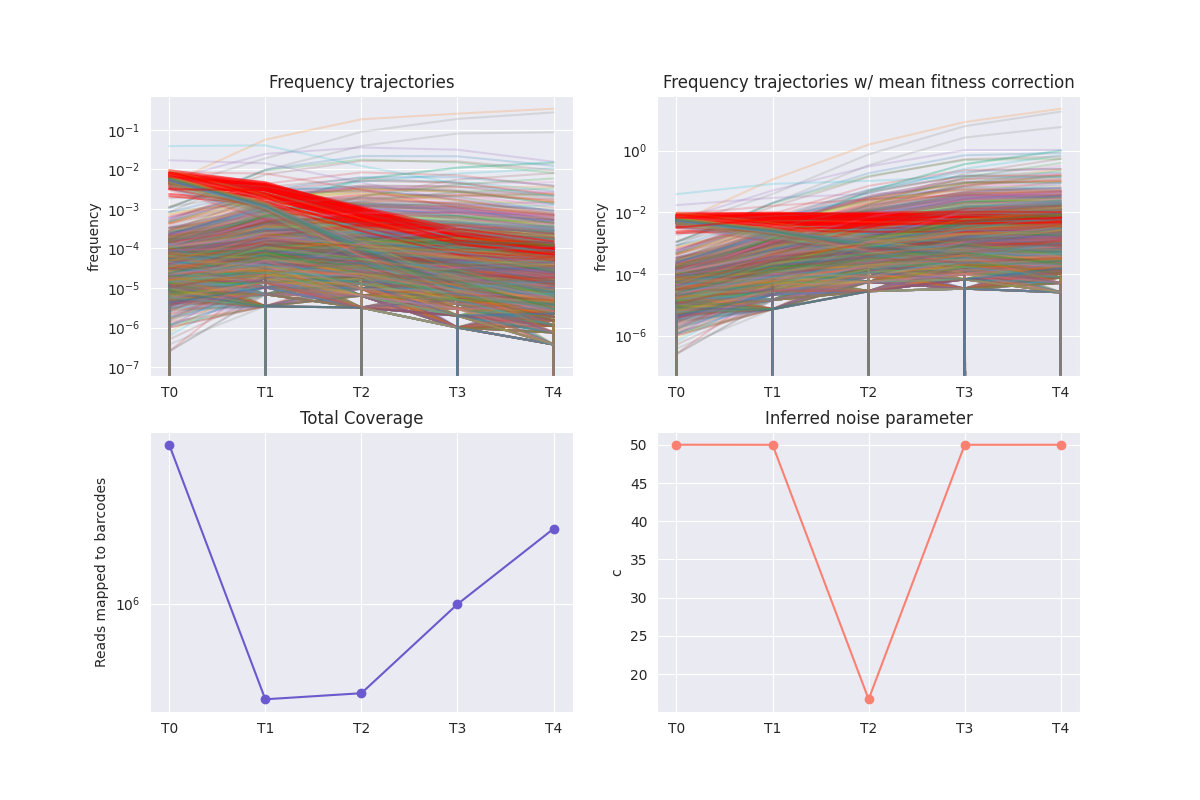 Frequency trajectories
frequency
10⁻¹
10⁻²
10⁻³
10⁻⁴
10⁻⁵
10⁻⁶
10⁻⁷
T0 T1 T2 T3 T4
Frequency trajectories w/ mean fitness correction
frequency
10⁰
10⁻²
10⁻⁴
10⁻⁶
T0 T1 T2 T3 T4
Total Coverage
Reads mapped to barcodes
10⁶
T0 T1 T2 T3 T4
Inferred noise parameter
c
50
45
40
35
30
25
20
T0 T1 T2 T3 T4